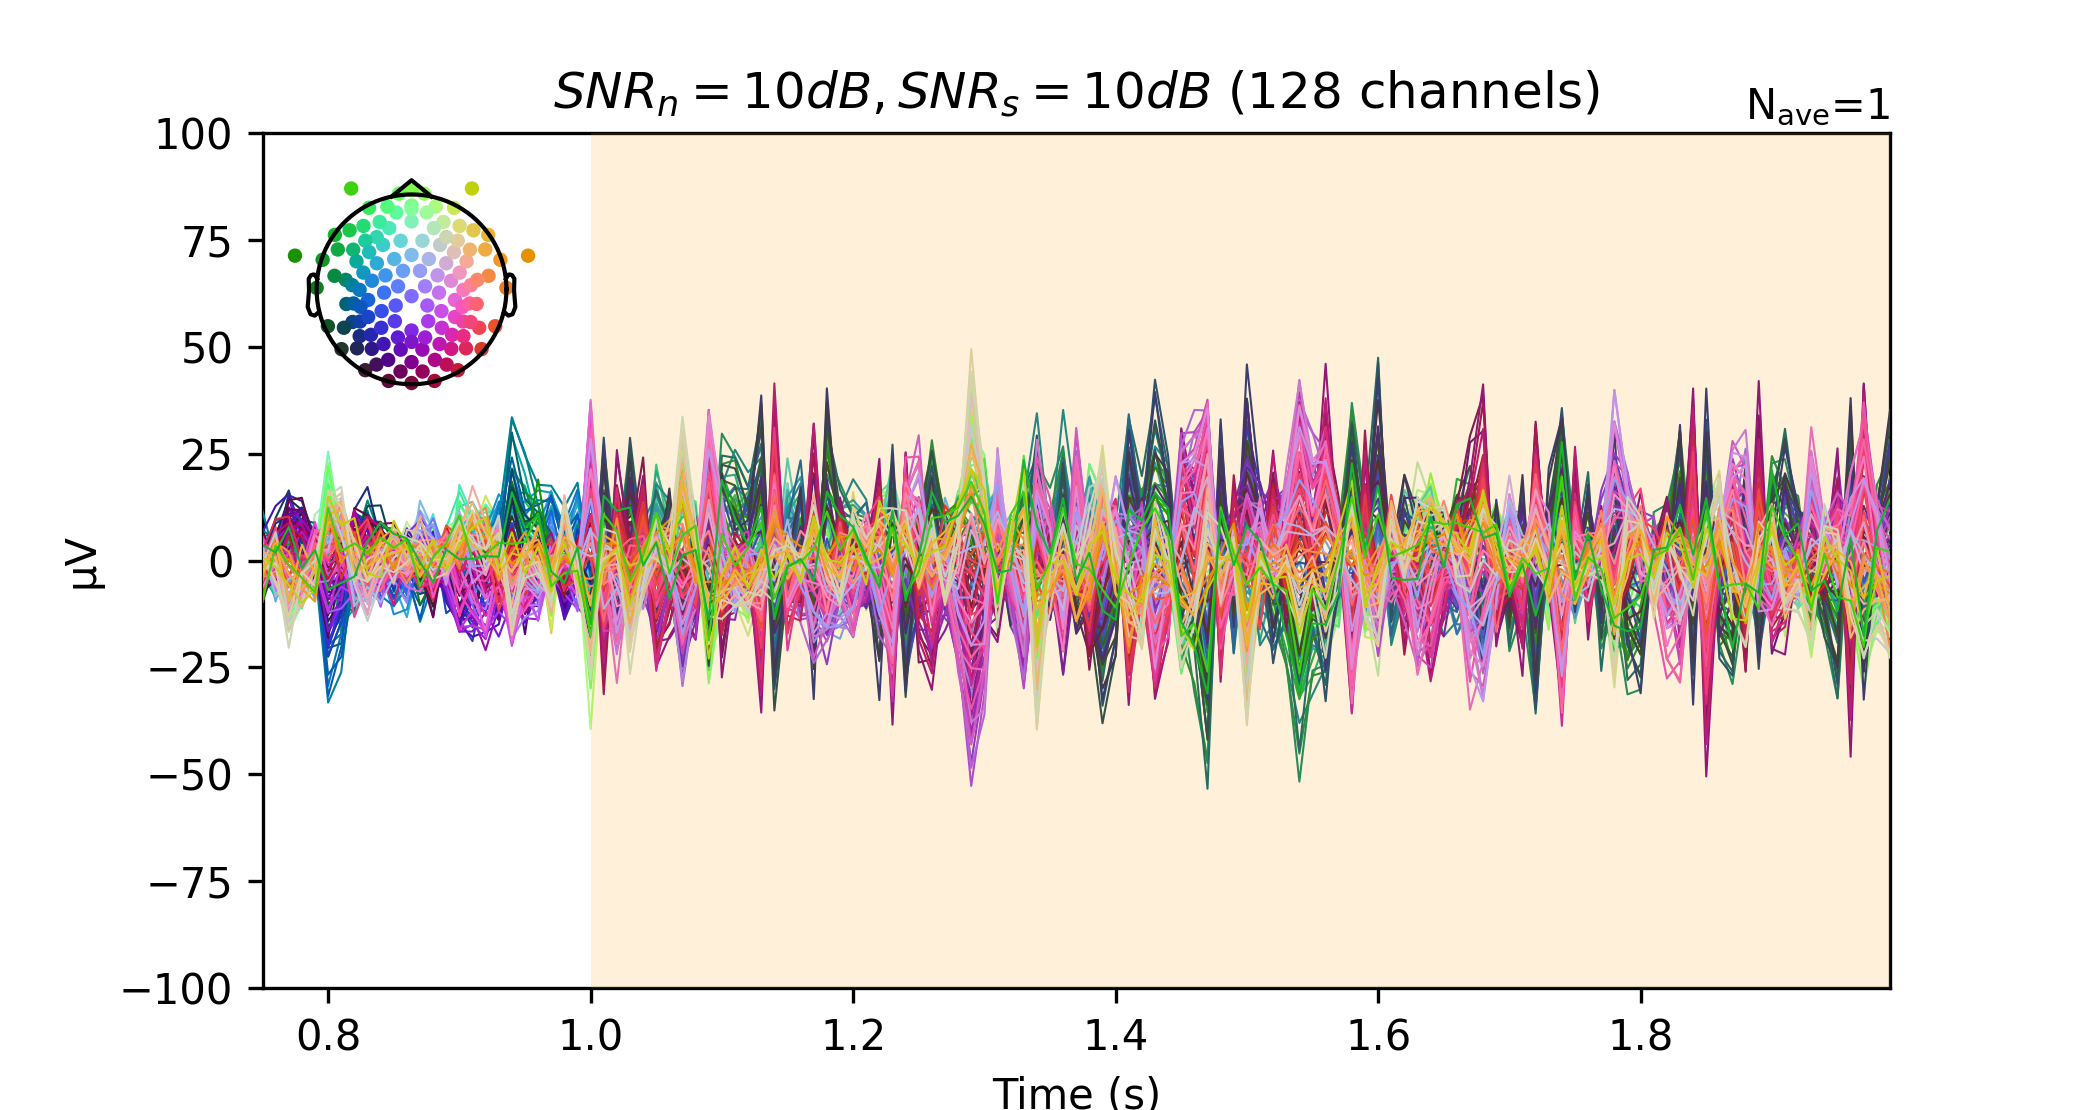 SNRₙ = 10dB, SNRₛ = 10dB (128 channels)
Nₐᵥₑ=1
100
75
50
25
0
−25
−50
−75
−100
µV
0.8 1.0 1.2 1.4 1.6 1.8
Time (s)